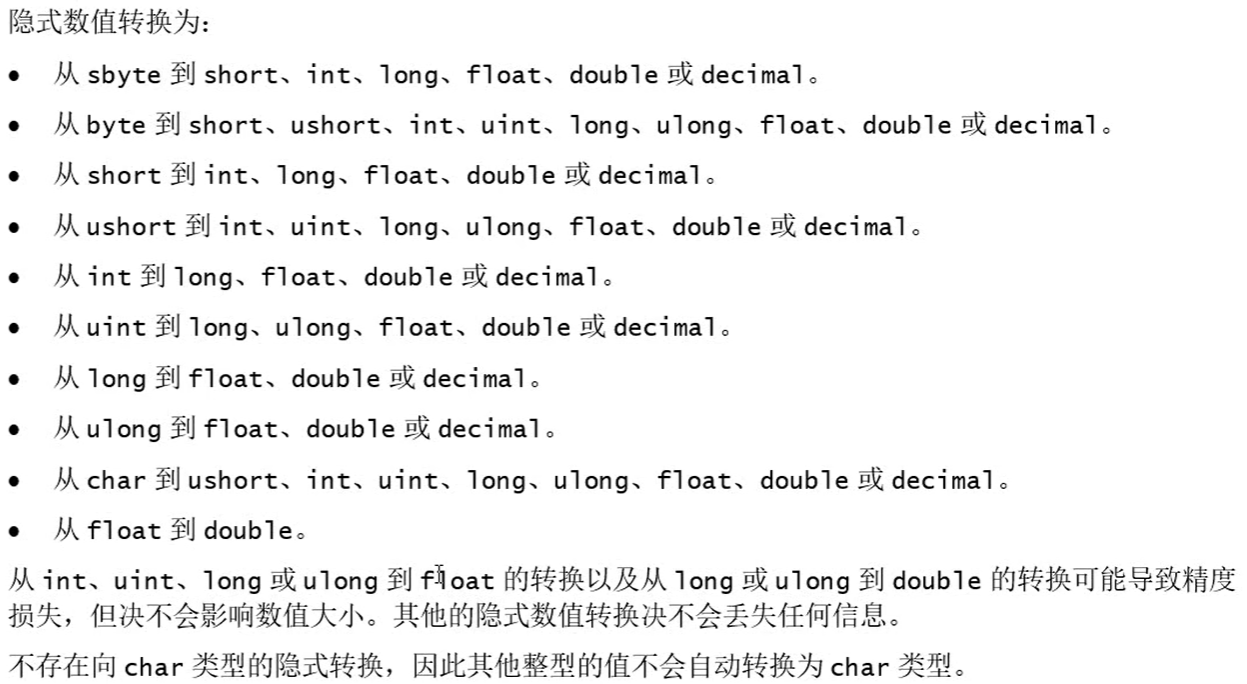 隐式数值转换为：
● 从 sbyte 到 short、int、long、float、double 或 decimal。
● 从 byte 到 short、ushort、int、uint、long、ulong、float、double 或 decimal。
● 从 short 到 int、long、float、double 或 decimal。
● 从 ushort 到 int、uint、long、ulong、float、double 或 decimal。
● 从 int 到 long、float、double 或 decimal。
● 从 uint 到 long、ulong、float、double 或 decimal。
● 从 long 到 float、double 或 decimal。
● 从 ulong 到 float、double 或 decimal。
● 从 char 到 ushort、int、uint、long、ulong、float、double 或 decimal。
● 从 float 到 double。
从 int、uint、long 或 ulong 到 float 的转换以及从 long 或 ulong 到 double 的转换可能导致精度
损失，但决不会影响数值大小。其他的隐式数值转换决不会丢失任何信息。
不存在向 char 类型的隐式转换，因此其他整型的值不会自动转换为 char 类型。